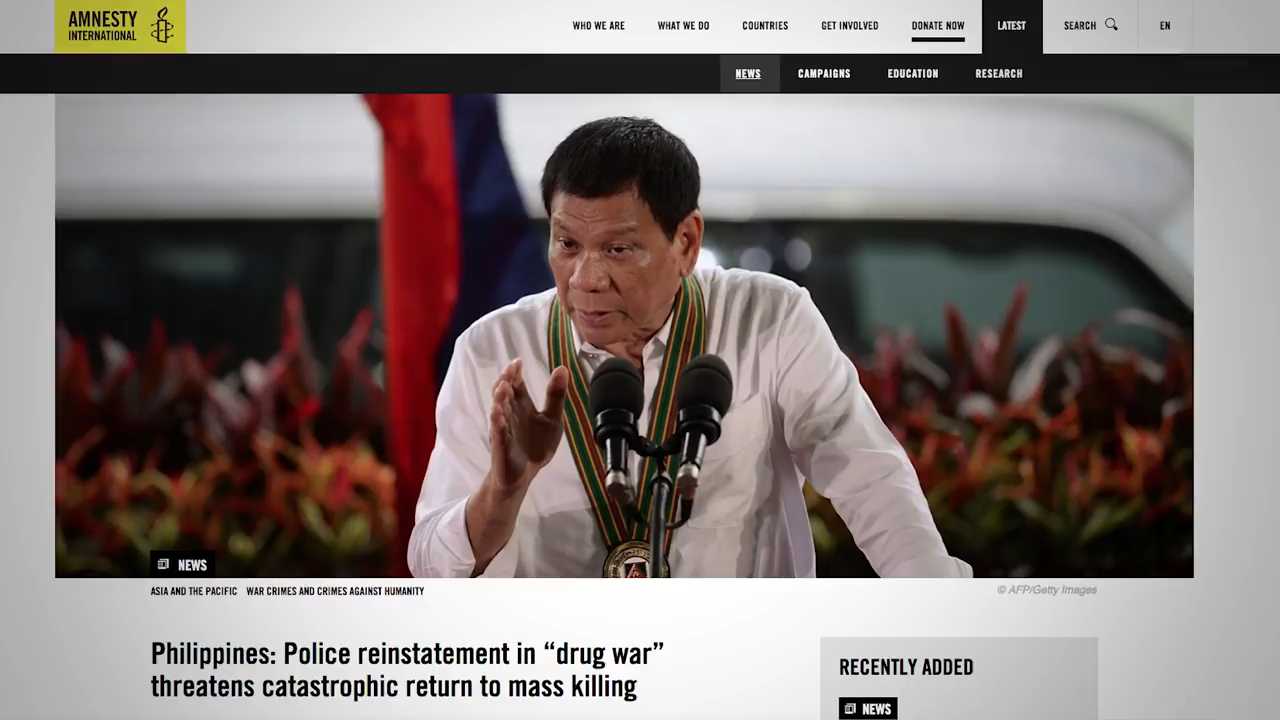 AMNESTY
INTERNATIONAL
WHO WE ARE
WHAT WE DO
COUNTRIES
GET INVOLVED
DONATE NOW
LATEST
SEARCH
EN
NEWS
CAMPAIGNS
EDUCATION
RESEARCH
NEWS
ASIA AND THE PACIFIC WAR CRIMES AND CRIMES AGAINST HUMANITY
© AFP/Getty Images
Philippines: Police reinstatement in “drug war”
threatens catastrophic return to mass killing
RECENTLY ADDED
NEWS